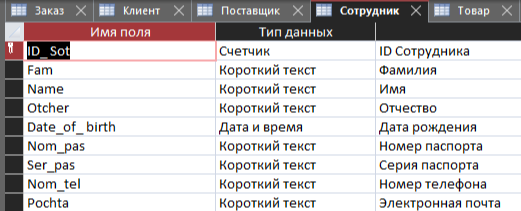 Заказ Клиент Поставщик Сотрудник Товар
Имя поля Тип данных
ID_Sot Счетчик ID Сотрудника
Fam Короткий текст Фамилия
Name Короткий текст Имя
Otcher Короткий текст Отчество
Date_of_ birth Дата и время Дата рождения
Nom_pas Короткий текст Номер паспорта
Ser_pas Короткий текст Серия паспорта
Nom_tel Короткий текст Номер телефона
Pochta Короткий текст Электронная почта